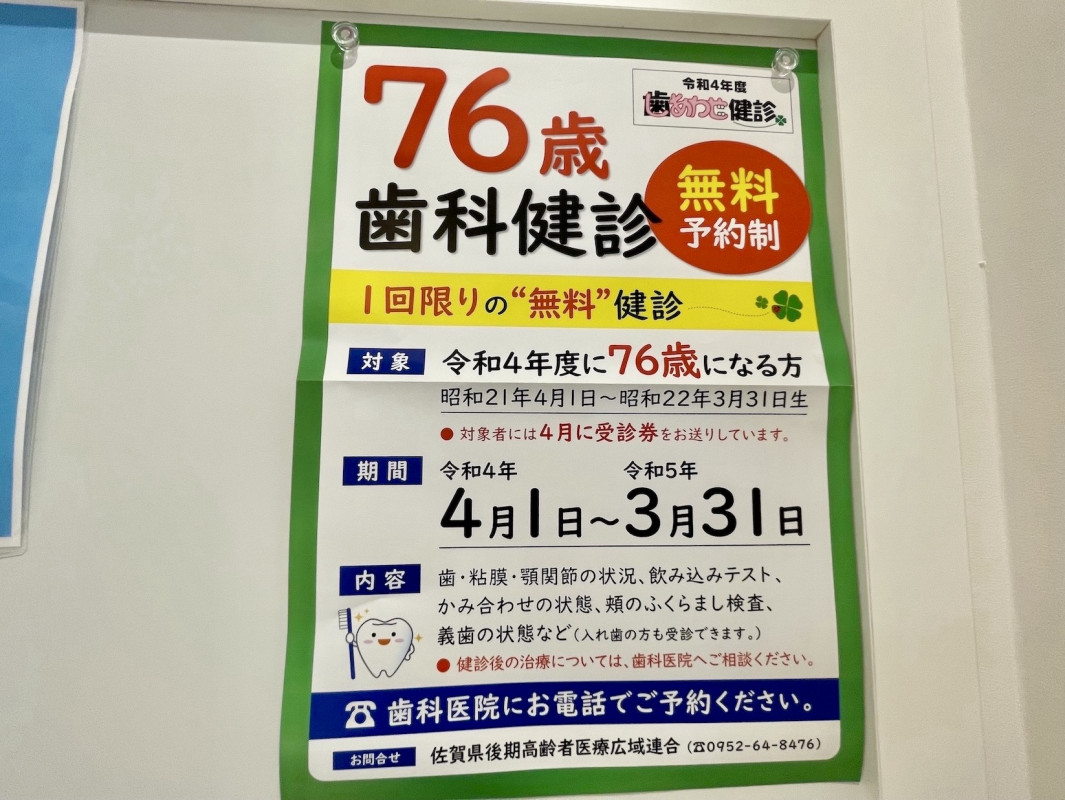 令和4年度
歯あわせ健診
76歳
歯科健診
無料
予約制
1回限りの“無料”健診
対象
令和4年度に76歳になる方
昭和21年4月1日〜昭和22年3月31日生
●対象者には4月に受診券をお送りしています。
期間
令和4年 令和5年
4月1日〜3月31日
内容
歯・粘膜・顎関節の状況、飲み込みテスト、
かみ合わせの状態、頬のふくらまし検査、
義歯の状態など(入れ歯の方も受診できます。)
●健診後の治療については、歯科医院へご相談ください。
☎歯科医院にお電話でご予約ください。
お問合せ
佐賀県後期高齢者医療広域連合(☎0952-64-8476)